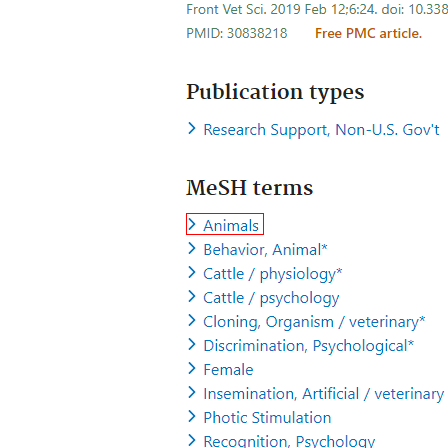 Front Vet Sci. 2019 Feb 12;6:24. doi: 10.338
PMID: 30838218 Free PMC article.
Publication types
Research Support, Non-U.S. Gov't
MeSH terms
Animals
Behavior, Animal*
Cattle / physiology*
Cattle / psychology
Cloning, Organism / veterinary*
Discrimination, Psychological*
Female
Insemination, Artificial / veterinary
Photic Stimulation
Recognition, Psychology